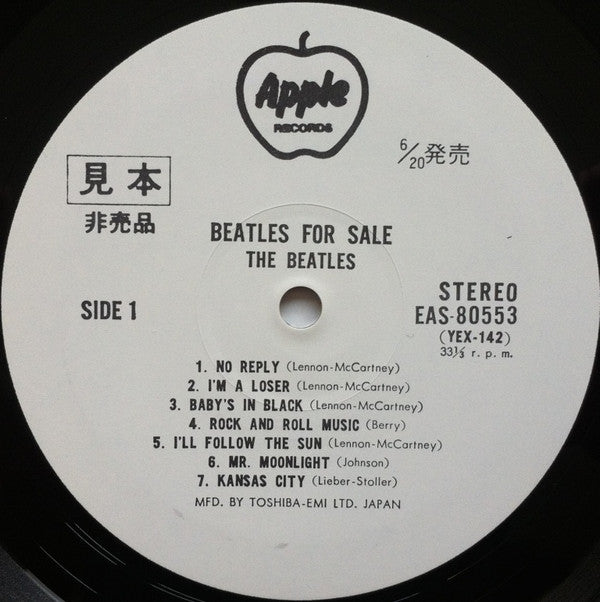 Apple
RECORDS
6/20発売
見本
非売品
BEATLES FOR SALE
THE BEATLES
SIDE 1
STEREO
EAS-80553
(YEX-142)
33⅓ r. p. m.
1. NO REPLY (Lennon-McCartney)
2. I'M A LOSER (Lennon-McCartney)
3. BABY'S IN BLACK (Lennon-McCartney)
4. ROCK AND ROLL MUSIC (Berry)
5. I'LL FOLLOW THE SUN (Lennon-McCartney)
6. MR. MOONLIGHT (Johnson)
7. KANSAS CITY (Lieber-Stoller)
MFD. BY TOSHIBA-EMI LTD. JAPAN